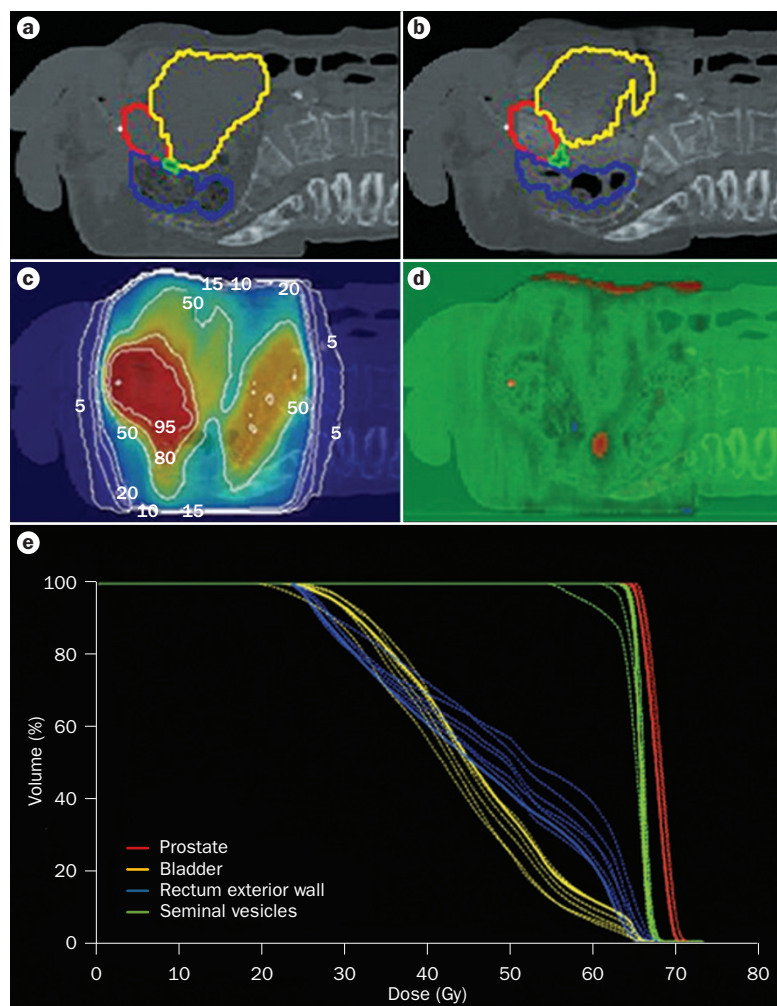 a
b
c
15
10
20
50
5
5
50
50
95
80
5
20
10
15
d
e
100
80
60
40
20
0
Volume (%)
Prostate
Bladder
Rectum exterior wall
Seminal vesicles
0
10
20
30
40
50
60
70
80
Dose (Gy)